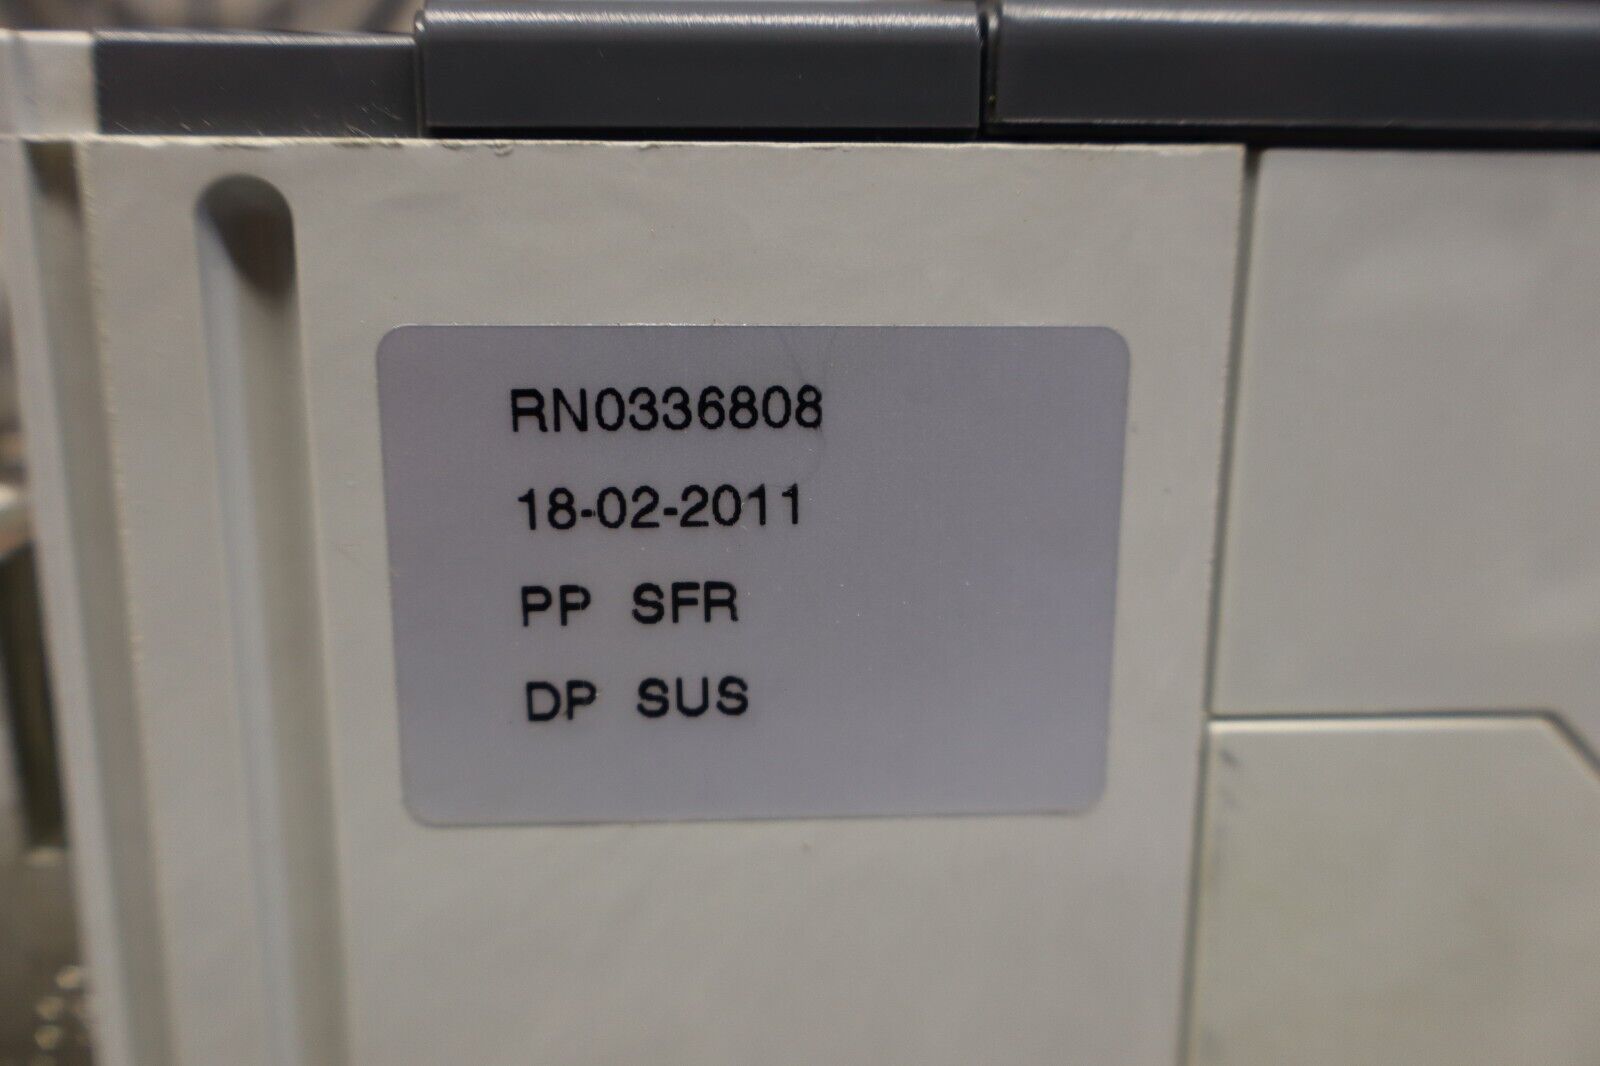 RN0336808
18-02-2011
PP SFR
DP SUS